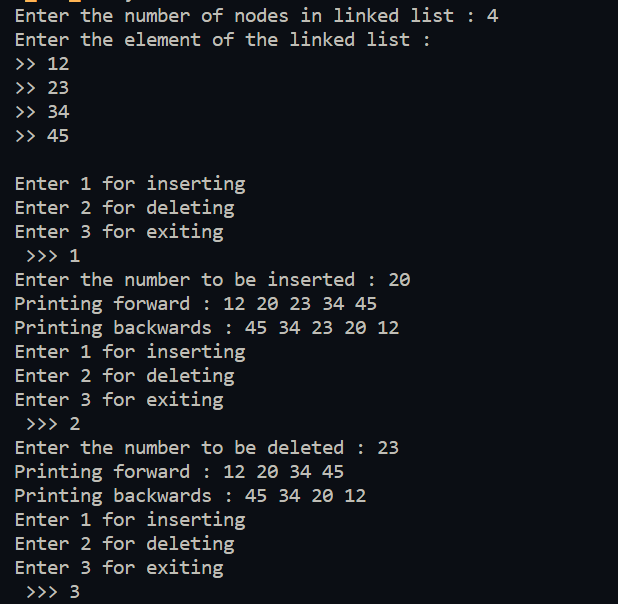 Enter the number of nodes in linked list : 4
Enter the element of the linked list :
>> 12
>> 23
>> 34
>> 45
Enter 1 for inserting
Enter 2 for deleting
Enter 3 for exiting
>>> 1
Enter the number to be inserted : 20
Printing forward : 12 20 23 34 45
Printing backwards : 45 34 23 20 12
Enter 1 for inserting
Enter 2 for deleting
Enter 3 for exiting
>>> 2
Enter the number to be deleted : 23
Printing forward : 12 20 34 45
Printing backwards : 45 34 20 12
Enter 1 for inserting
Enter 2 for deleting
Enter 3 for exiting
>>> 3